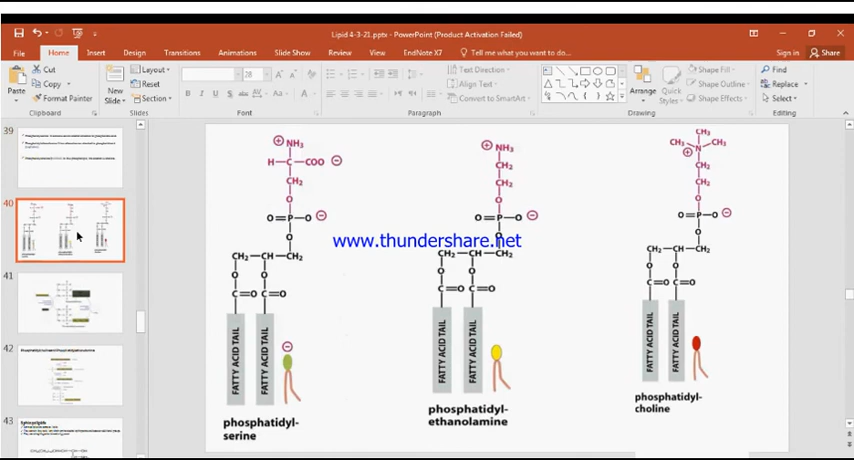 Lipid 4-3-21.pptx - PowerPoint (Product Activation Failed)
File Home Insert Design Transitions Animations Slide Show Review View EndNote X7 Tell me what you want to do... Sign in Share
Paste
Cut
Copy
Format Painter
Clipboard
New Slide
Layout
Reset
Section
Slides
28
B I U S abc AV Aa A
Font
Text Direction
Align Text
Convert to SmartArt
Paragraph
Arrange
Quick Styles
Shape Fill
Shape Outline
Shape Effects
Drawing
Find
Replace
Select
Editing
39
40
41
42
43
⊕ NH3
H–C–COO ⊖
CH2
O
O=P–O ⊖
O
CH2–CH–CH2
O O
C=O C=O
FATTY ACID TAIL FATTY ACID TAIL
phosphatidyl-
serine
⊕ NH3
CH2
CH2
O
O=P–O ⊖
O
CH2–CH–CH2
O O
C=O C=O
FATTY ACID TAIL FATTY ACID TAIL
phosphatidyl-
ethanolamine
CH3
CH3–N–CH3
⊕
CH2
CH2
O
O=P–O ⊖
O
CH2–CH–CH2
O O
C=O C=O
FATTY ACID TAIL FATTY ACID TAIL
phosphatidyl-
choline
www.thundershare.net